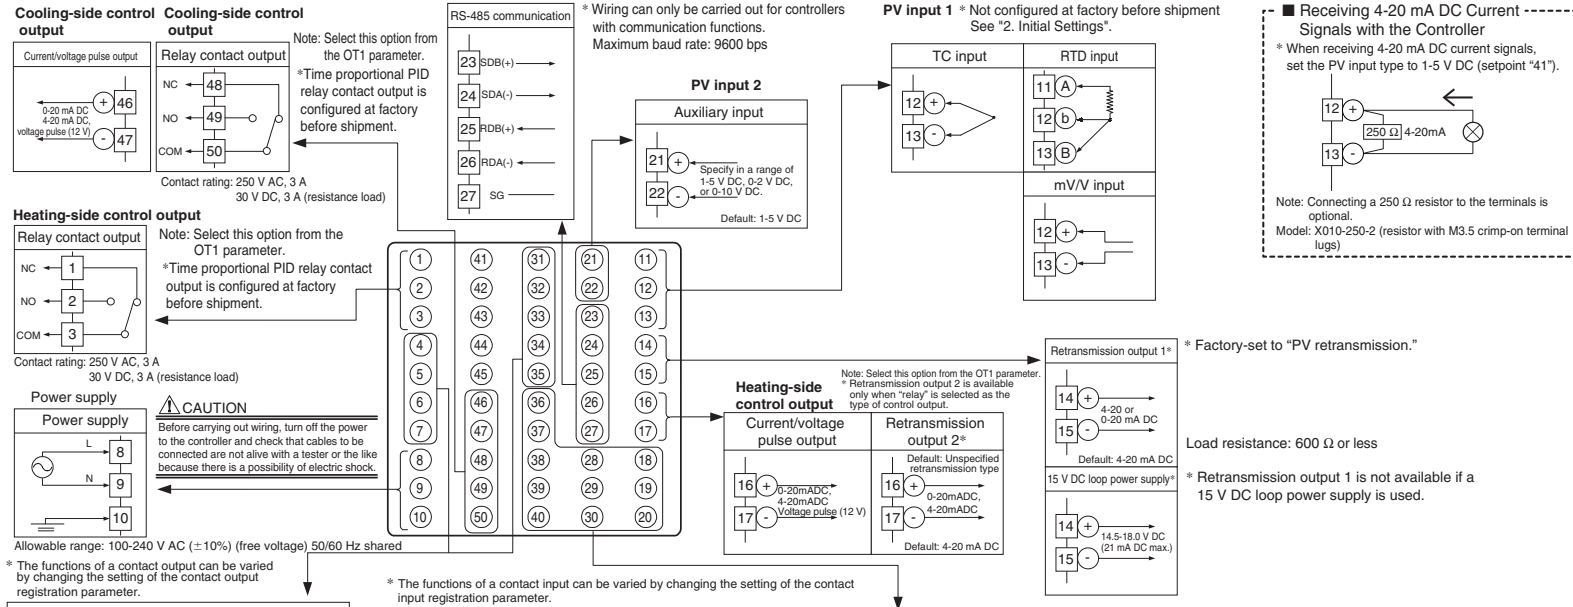 Cooling-side control
output
Current/voltage pulse output
+
46
0-20 mA DC
4-20 mA DC,
voltage pulse (12 V)
-
47
Cooling-side control
output
Relay contact output
NC
48
NO
49
COM
50
Note: Select this option from
the OT1 parameter.
*Time proportional PID
relay contact output is
configured at factory
before shipment.
Contact rating: 250 V AC, 3 A
30 V DC, 3 A (resistance load)
RS-485 communication
23 SDB(+)
24 SDA(-)
25 RDB(+)
26 RDA(-)
27 SG
* Wiring can only be carried out for controllers
with communication functions.
Maximum baud rate: 9600 bps
PV input 2
Auxiliary input
21 +
22 -
Specify in a range of
1-5 V DC, 0-2 V DC,
or 0-10 V DC.
Default: 1-5 V DC
PV input 1 * Not configured at factory before shipment
See "2. Initial Settings".
TC input
12 +
13 -
RTD input
11 A
12 b
13 B
mV/V input
12 +
13 -
■ Receiving 4-20 mA DC Current
Signals with the Controller
* When receiving 4-20 mA DC current signals,
set the PV input type to 1-5 V DC (setpoint “41”).
12 +
250 Ω 4-20mA
13 -
Note: Connecting a 250 Ω resistor to the terminals is
optional.
Model: X010-250-2 (resistor with M3.5 crimp-on terminal
lugs)
Heating-side control output
Relay contact output
NC
1
NO
2
COM
3
Note: Select this option from the
OT1 parameter.
*Time proportional PID relay contact
output is configured at factory
before shipment.
Contact rating: 250 V AC, 3 A
30 V DC, 3 A (resistance load)
Power supply
Power supply
L
8
N
9
10
CAUTION
Before carrying out wiring, turn off the power
to the controller and check that cables to be
connected are not alive with a tester or the like
because there is a possibility of electric shock.
Allowable range: 100-240 V AC (±10%) (free voltage) 50/60 Hz shared
1 41 31 21 11
2 42 32 22 12
3 43 33 23 13
4 44 34 24 14
5 45 35 25 15
6 46 36 26 16
7 47 37 27 17
8 48 38 28 18
9 49 39 29 19
10 50 40 30 20
Heating-side
control output
Note: Select this option from the OT1 parameter.
* Retransmission output 2 is available
only when “relay” is selected as the
type of control output.
Current/voltage
pulse output
16 +
17 -
0-20mADC,
4-20mADC
Voltage pulse (12 V)
Retransmission
output 2*
Default: Unspecified
retransmission type
16 +
17 -
0-20mADC,
4-20mADC
Default: 4-20 mA DC
Retransmission output 1*
14 +
15 -
4-20 or
0-20 mA DC
Default: 4-20 mA DC
15 V DC loop power supply*
14 +
15 -
14.5-18.0 V DC
(21 mA DC max.)
* Factory-set to “PV retransmission.”
Load resistance: 600 Ω or less
* Retransmission output 1 is not available if a
15 V DC loop power supply is used.
* The functions of a contact output can be varied
by changing the setting of the contact output
registration parameter.
* The functions of a contact input can be varied by changing the setting of the contact
input registration parameter.